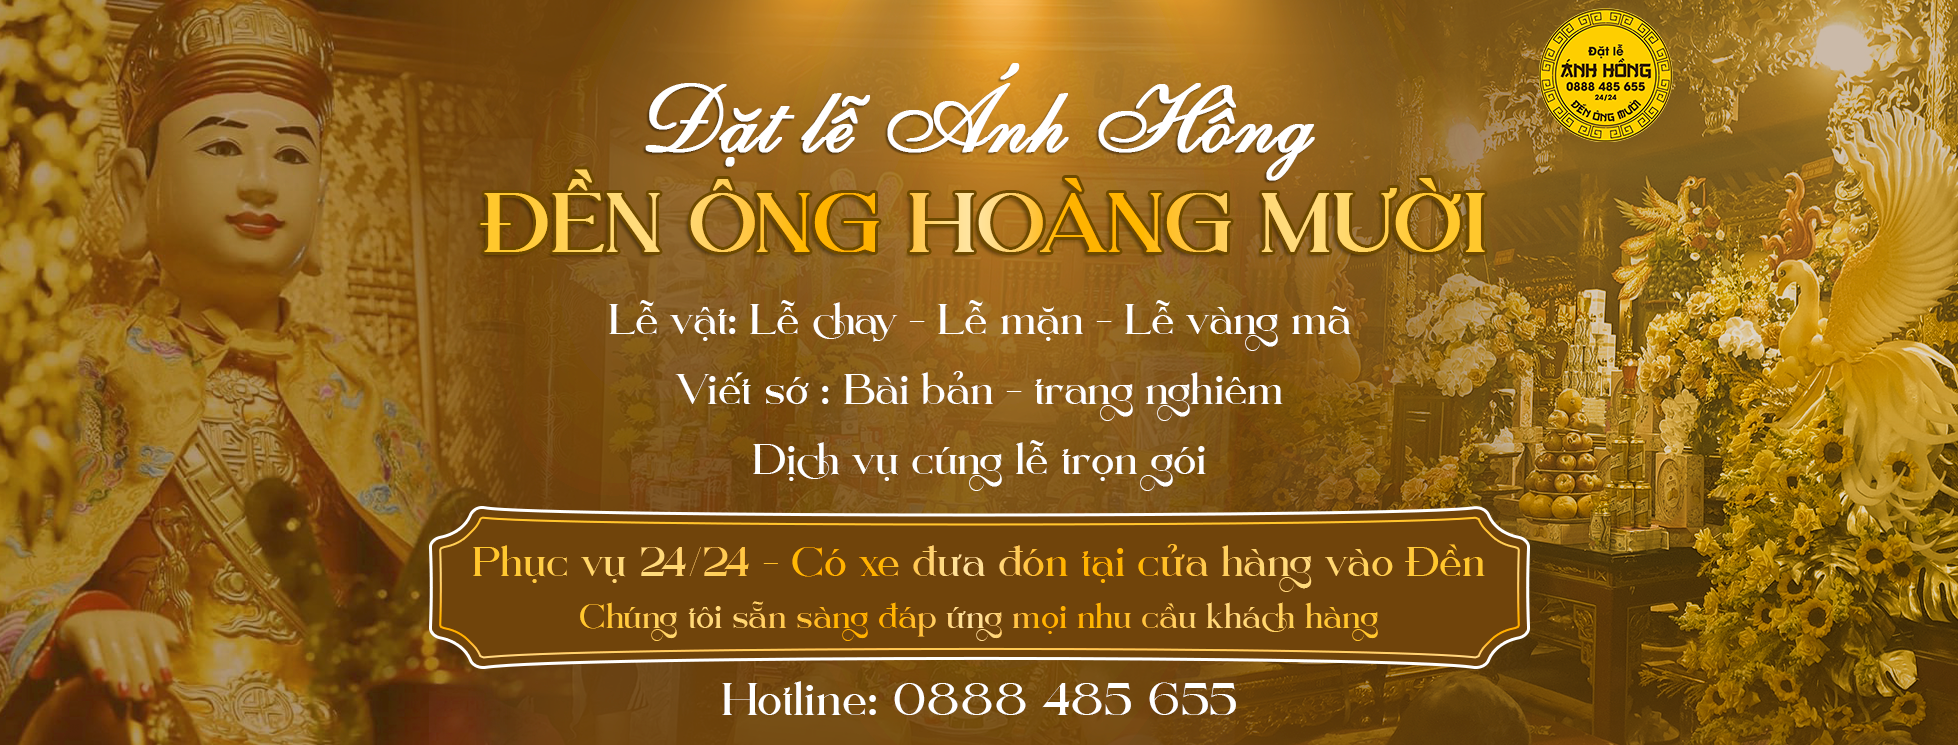 Đặt lễ Ánh Hồng
ĐỀN ÔNG HOÀNG MƯỜI
Lễ vật: Lễ chay - Lễ mặn - Lễ vàng mã
Viết sớ : Bài bản - trang nghiêm
Dịch vụ cúng lễ trọn gói
Phục vụ 24/24 - Có xe đưa đón tại cửa hàng vào Đền
Chúng tôi sẵn sàng đáp ứng mọi nhu cầu khách hàng
Hotline: 0888 485 655
Đặt lễ
ÁNH HỒNG
0888 485 655
24/24
ĐỀN ÔNG MƯỜI